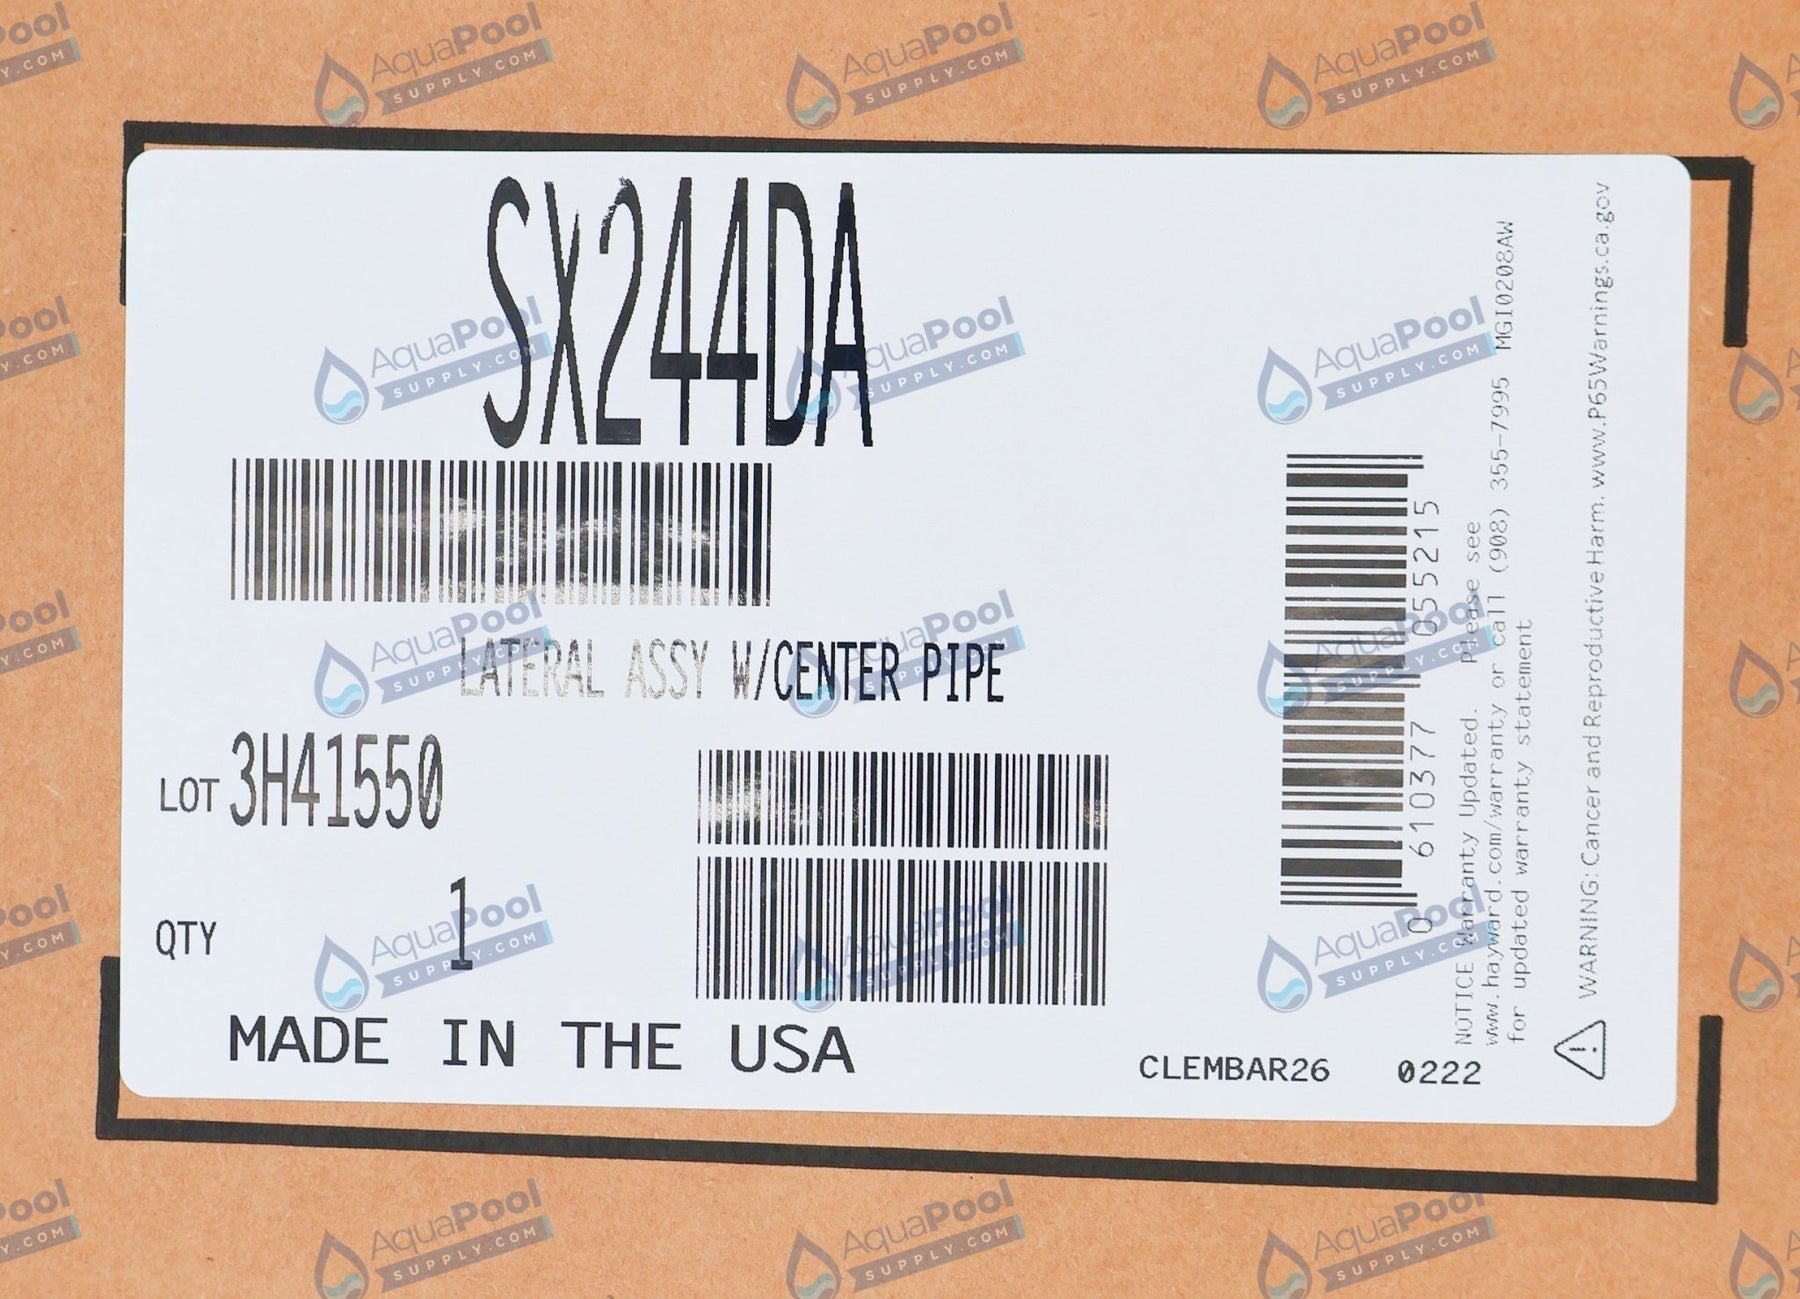 SX244DA
LATERAL ASSY W/CENTER PIPE
LOT 3H41550
QTY 1
MADE IN THE USA
CLEMBAR26 0222
0 610377 055215
NOTICE Warranty Updated. Please see
www.hayward.com/warranty or call (908) 355-7995 MGI0208AW
for updated warranty statement
WARNING: Cancer and Reproductive Harm. www.P65Warnings.ca.gov
AquaPool
SUPPLY.COM